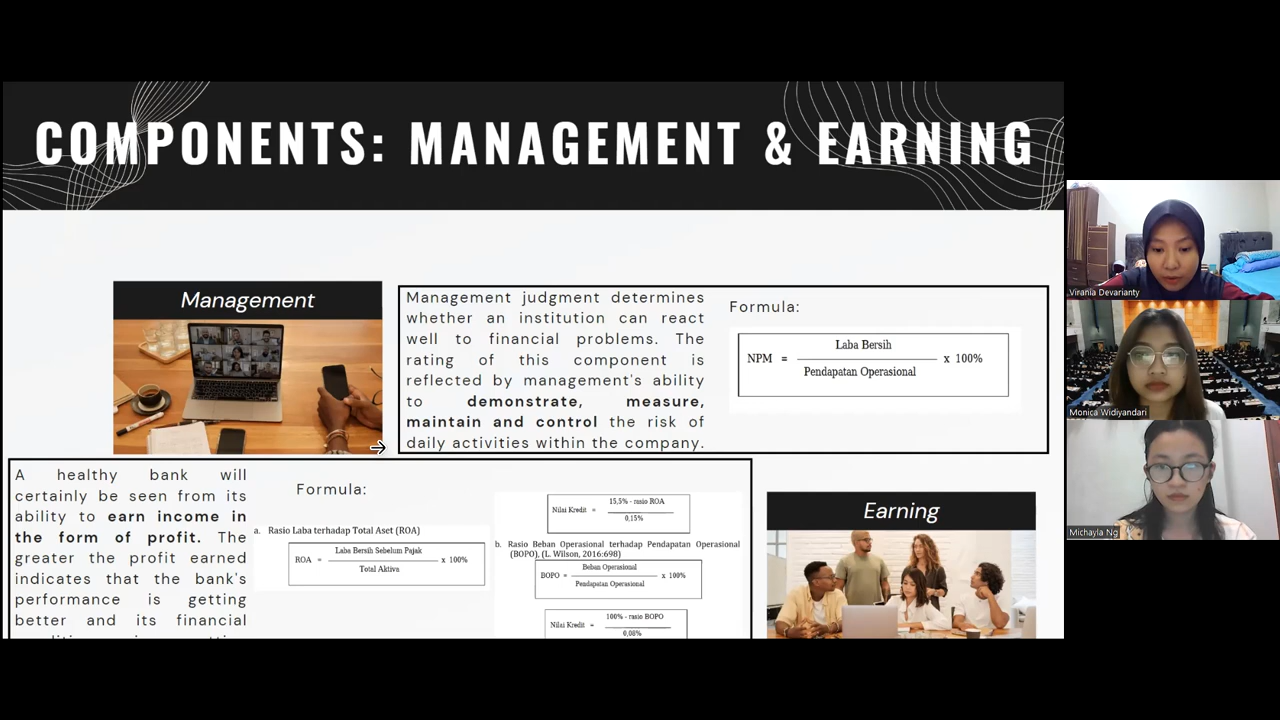 COMPONENTS: MANAGEMENT & EARNING
Management
Management judgment determines
whether an institution can react
well to financial problems. The
rating of this component is
reflected by management's ability
to demonstrate, measure,
maintain and control the risk of
daily activities within the company.
Formula:
Laba Bersih
NPM = x 100%
Pendapatan Operasional
A healthy bank will
certainly be seen from its
ability to earn income in
the form of profit. The
greater the profit earned
indicates that the bank's
performance is getting
better and its financial
Formula:
a. Rasio Laba terhadap Total Aset (ROA)
Laba Bersih Sebelum Pajak
ROA = x 100%
Total Aktiva
15,5% - rasio ROA
Nilai Kredit =
0,15%
b. Rasio Beban Operasional terhadap Pendapatan Operasional
(BOPO), (L. Wilson, 2016:698)
Beban Operasional
BOPO = x 100%
Pendapatan Operasional
100% - rasio BOPO
Nilai Kredit =
0,08%
Earning
Virania Devarianty
Monica Widiyandari
Michayla Ng